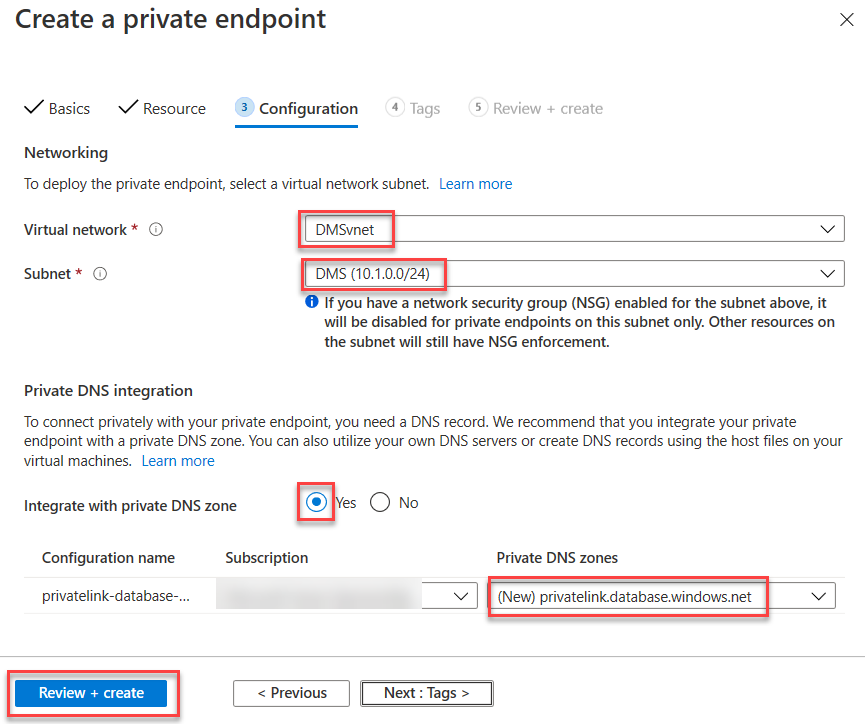 Create a private endpoint
Basics Resource 3 Configuration 4 Tags 5 Review + create
Networking
To deploy the private endpoint, select a virtual network subnet. Learn more
Virtual network * DMSvnet
Subnet * DMS (10.1.0.0/24)
If you have a network security group (NSG) enabled for the subnet above, it
will be disabled for private endpoints on this subnet only. Other resources on
the subnet will still have NSG enforcement.
Private DNS integration
To connect privately with your private endpoint, you need a DNS record. We recommend that you integrate your private
endpoint with a private DNS zone. You can also utilize your own DNS servers or create DNS records using the host files on your
virtual machines. Learn more
Integrate with private DNS zone Yes No
Configuration name Subscription Private DNS zones
privatelink-database-... (New) privatelink.database.windows.net
Review + create < Previous Next : Tags >